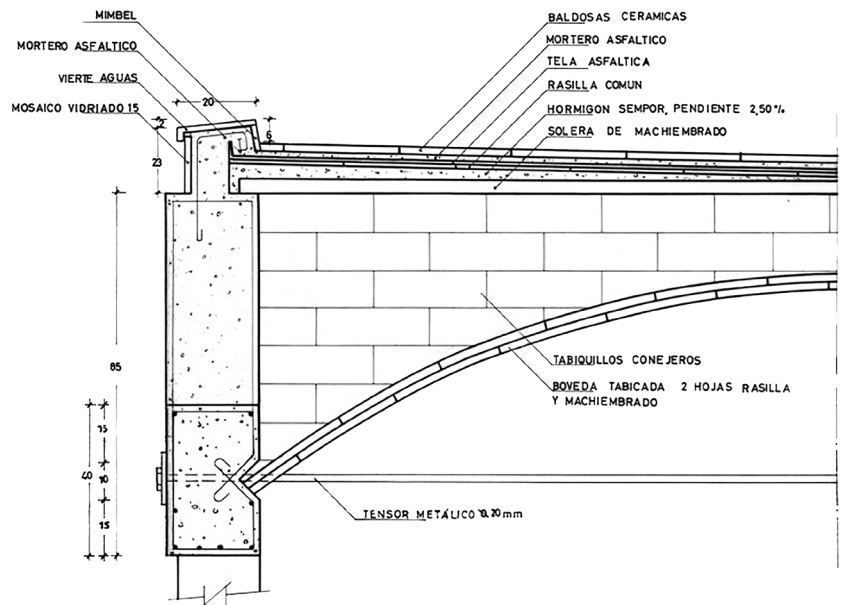 MIMBEL
MORTERO ASFALTICO
VIERTE AGUAS
MOSAICO VIDRIADO 15
BALDOSAS CERAMICAS
MORTERO ASFALTICO
TELA ASFALTICA
RASILLA COMUN
HORMIGON SEMPOR, PENDIENTE 2,50%
SOLERA DE MACHIEMBRADO
20
2
6
23
85
40
15
10
15
TABIQUILLOS CONEJEROS
BOVEDA TABICADA 2 HOJAS RASILLA
Y MACHIEMBRADO
TENSOR METÁLICO Ø 20 mm